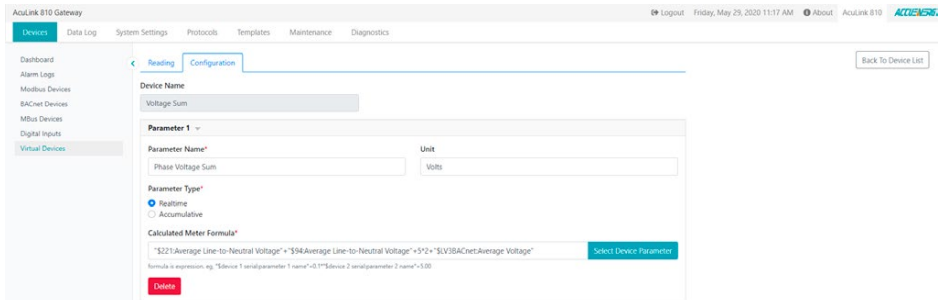 AcuLink 810 Gateway
Logout Friday, May 29, 2020 11:17 AM About AcuLink 810 ACCUENERGY
Devices Data Log System Settings Protocols Templates Maintenance Diagnostics
Dashboard
Alarm Logs
Modbus Devices
BACnet Devices
MBus Devices
Digital Inputs
Virtual Devices
Reading Configuration
Back To Device List
Device Name
Voltage Sum
Parameter 1
Parameter Name*
Unit
Phase Voltage Sum
Volts
Parameter Type*
Realtime
Accumulative
Calculated Meter Formula*
"$221:Average Line-to-Neutral Voltage"+"$94:Average Line-to-Neutral Voltage"+5*2+"$LV3BACnet:Average Voltage"
Select Device Parameter
formula is expression, eg, "$device 1 serial:parameter 1 name"+0.1*"$device 2 serial:parameter 2 name"+5.00
Delete